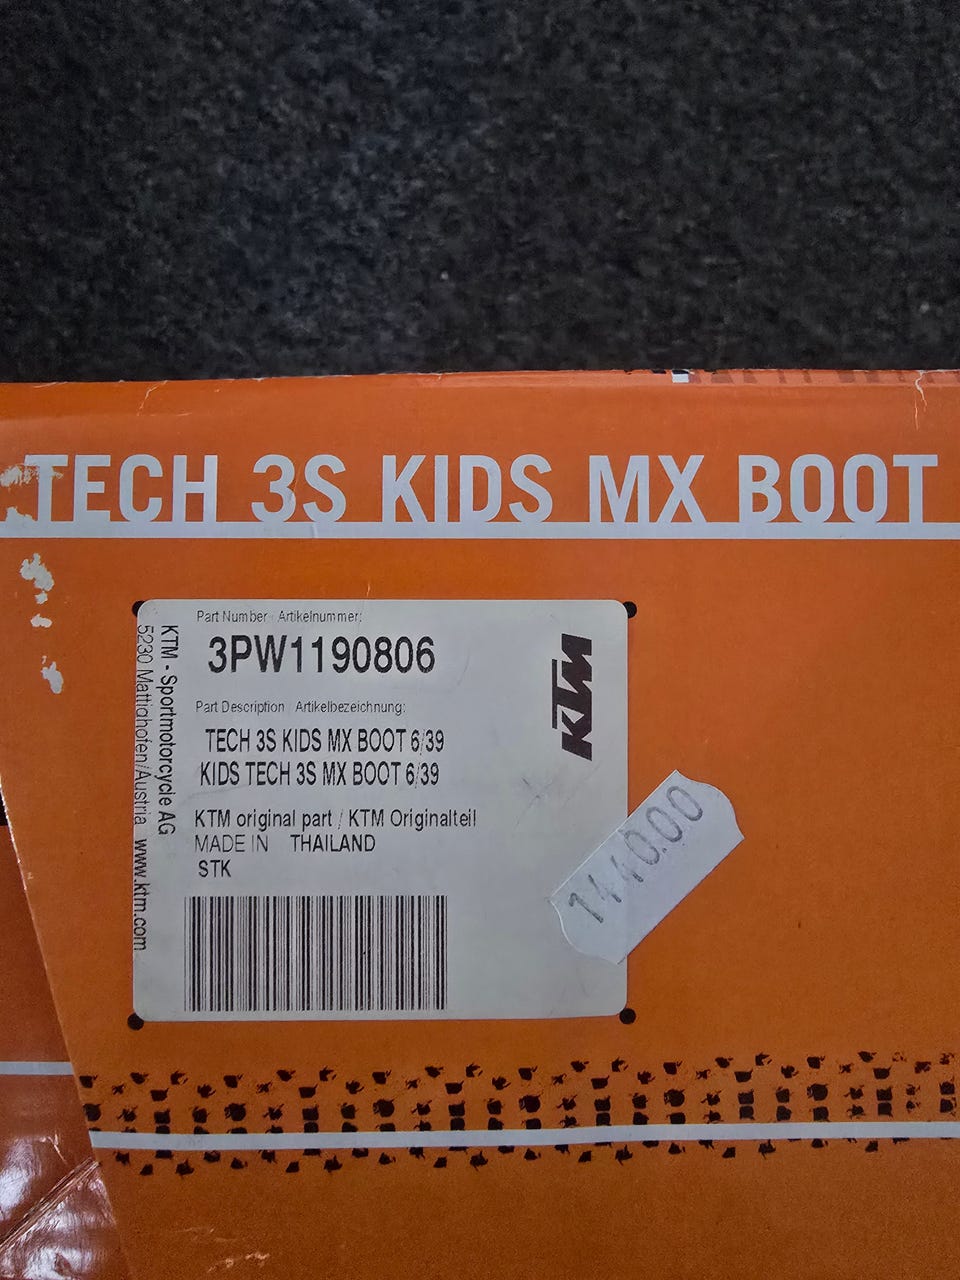 TECH 3S KIDS MX BOOT
Part Number Artikelnummer:
3PW1190806
Part Description Artikelbezeichnung:
TECH 3S KIDS MX BOOT 6/39
KIDS TECH 3S MX BOOT 6/39
KTM original part / KTM Originalteil
MADE IN THAILAND
STK
KTM - Sportmotorcycle AG
5230 Mattighofen/Austria www.ktm.com
KTM
1440.00